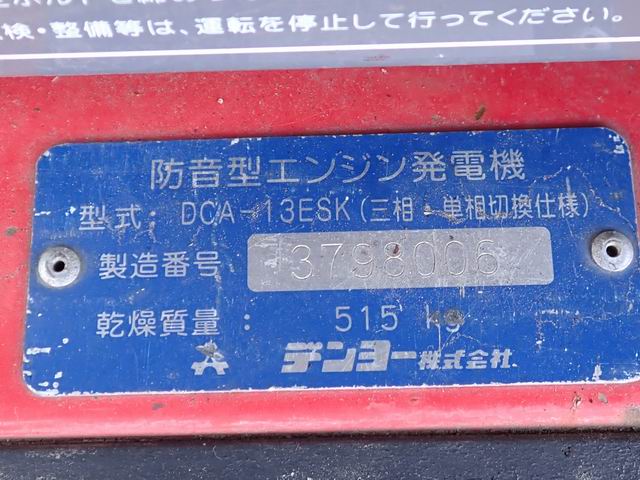 検・整備等は、運転を停止して行ってください。
防音型エンジン発電機
型式: DCA-13ESK(三相・単相切換仕様)
製造番号 3798006
乾燥質量: 515 kg
デンヨー株式会社